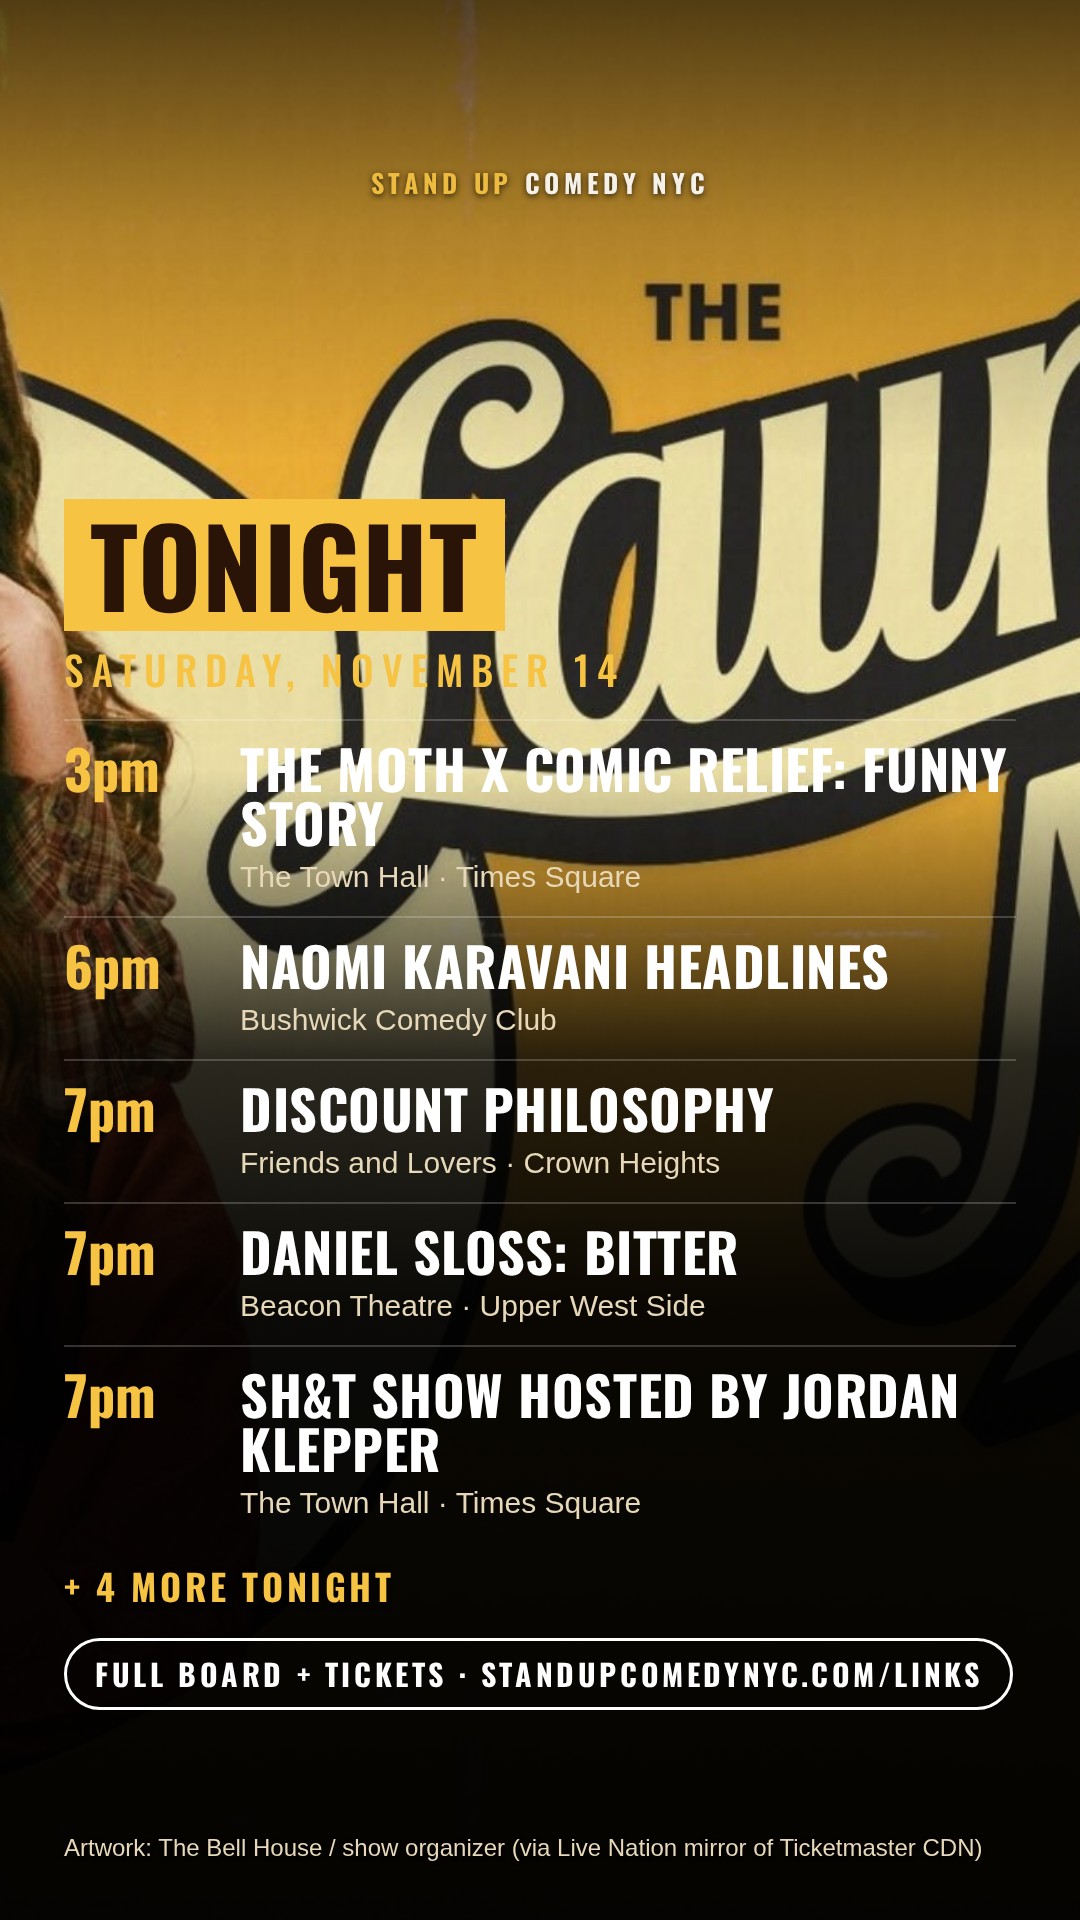 STAND UP COMEDY NYC
THE
Laun
TONIGHT
SATURDAY, NOVEMBER 14
3pm
THE MOTH X COMIC RELIEF: FUNNY
STORY
The Town Hall · Times Square
6pm
NAOMI KARAVANI HEADLINES
Bushwick Comedy Club
7pm
DISCOUNT PHILOSOPHY
Friends and Lovers · Crown Heights
7pm
DANIEL SLOSS: BITTER
Beacon Theatre · Upper West Side
7pm
SH&T SHOW HOSTED BY JORDAN
KLEPPER
The Town Hall · Times Square
+ 4 MORE TONIGHT
FULL BOARD + TICKETS · STANDUPCOMEDYNYC.COM/LINKS
Artwork: The Bell House / show organizer (via Live Nation mirror of Ticketmaster CDN)